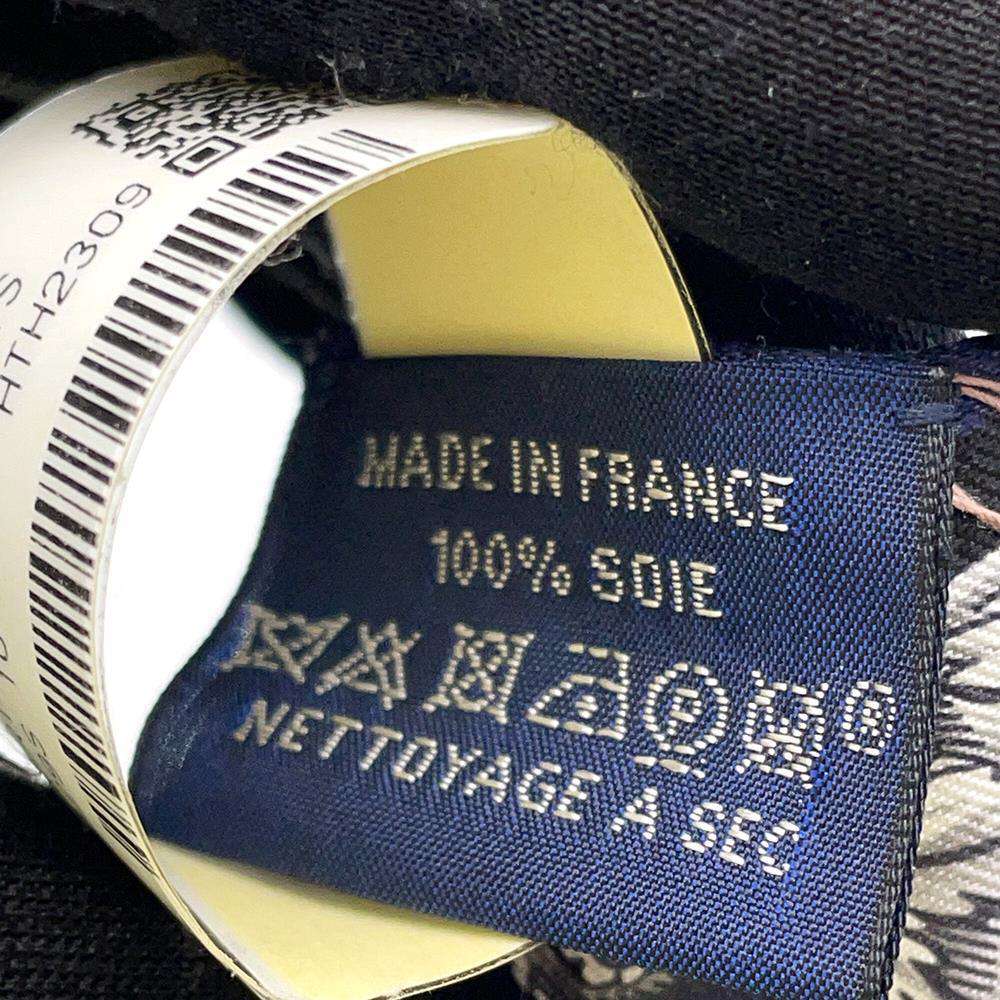 HTH2309
MADE IN FRANCE
100% SOIE
P
®
NETTOYAGE A SEC